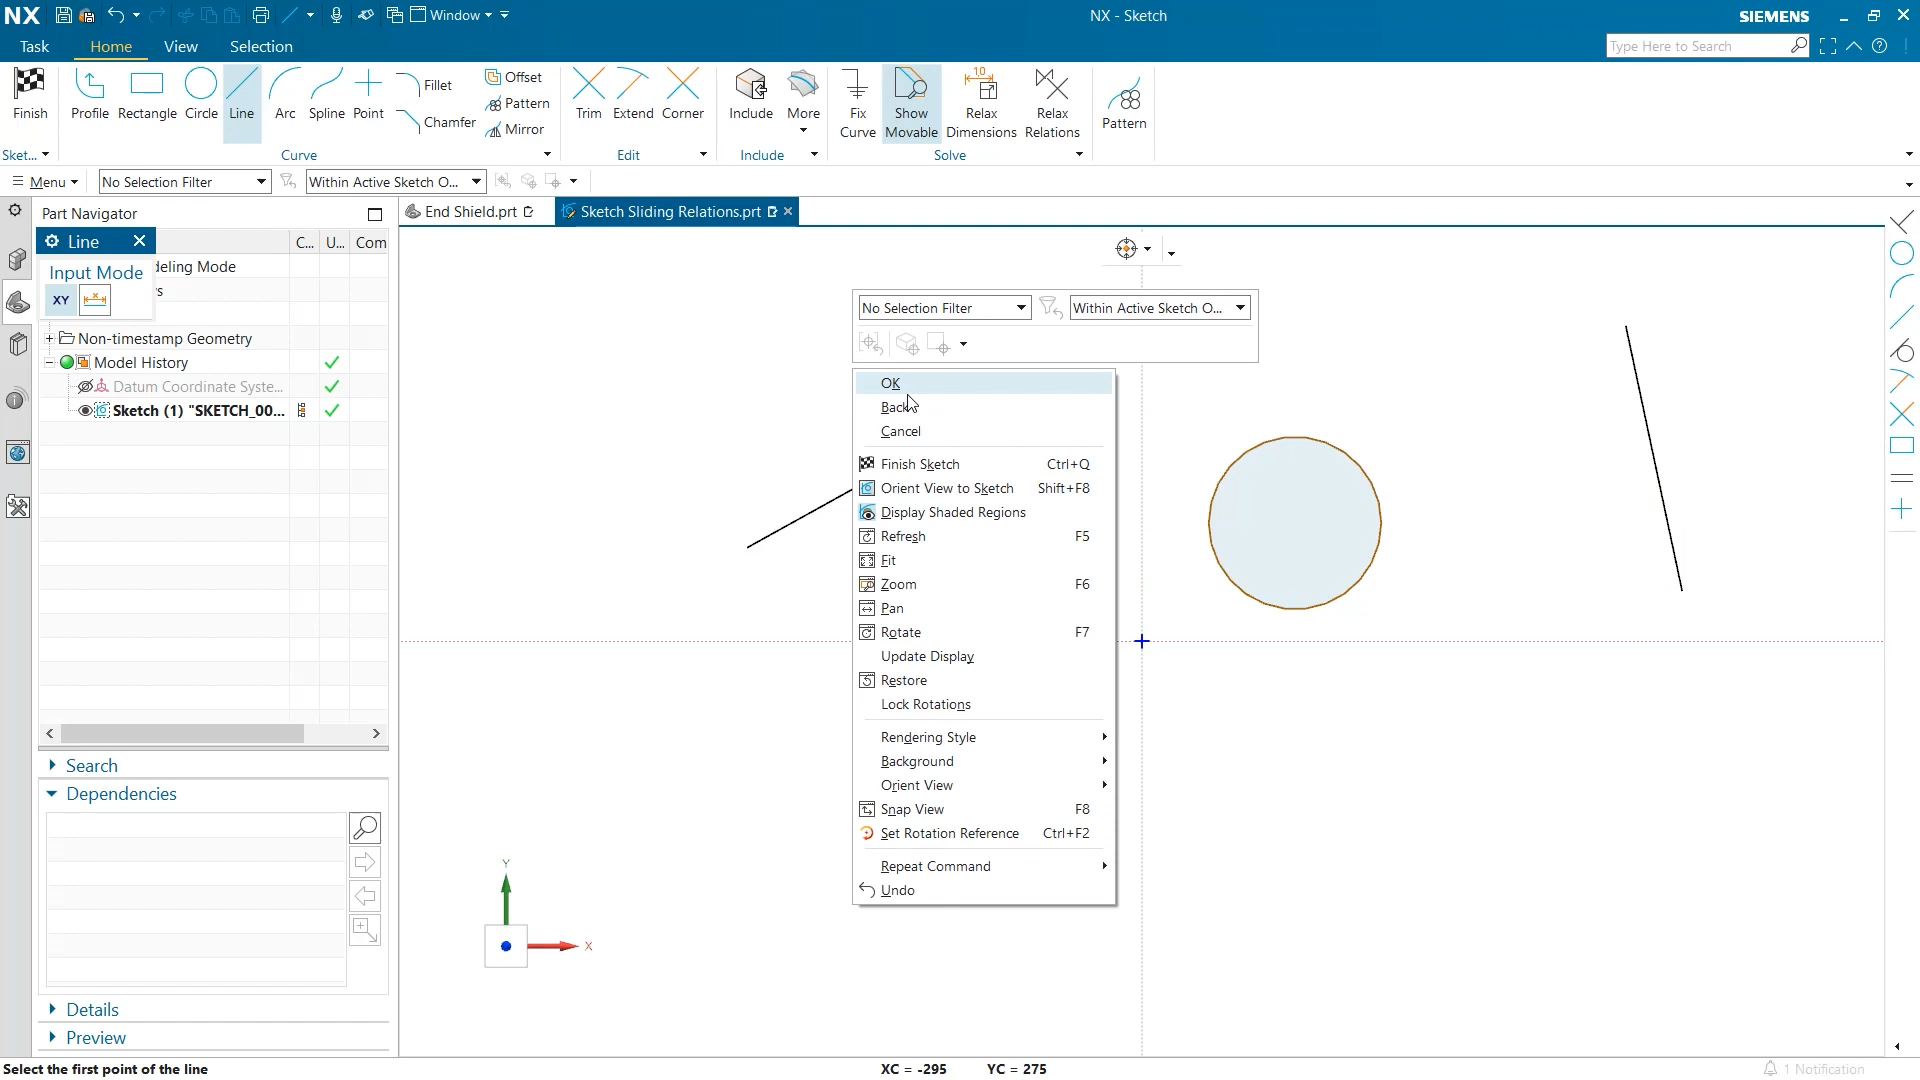 NX
Window
NX - Sketch
SIEMENS
Task
Home
View
Selection
Type Here to Search
Finish
Profile
Rectangle
Circle
Line
Arc
Spline
Point
Fillet
Chamfer
Offset
Pattern
Mirror
Trim
Extend
Corner
Include
More
Fix
Curve
Show
Movable
1,0
Relax
Dimensions
Relax
Relations
Pattern
Sket...
Curve
Edit
Include
Solve
Menu
No Selection Filter
Within Active Sketch O...
Part Navigator
End Shield.prt
Sketch Sliding Relations.prt
Line
C...
U...
Com
Input Mode
deling Mode
XY
s
Non-timestamp Geometry
Model History
Datum Coordinate Syste...
Sketch (1) "SKETCH_00...
No Selection Filter
Within Active Sketch O...
OK
Back
Cancel
Finish Sketch Ctrl+Q
Orient View to Sketch Shift+F8
Display Shaded Regions
Refresh F5
Fit
Zoom F6
Pan
Rotate F7
Update Display
Restore
Lock Rotations
Rendering Style
Background
Orient View
Snap View F8
Set Rotation Reference Ctrl+F2
Repeat Command
Undo
Search
Dependencies
Details
Preview
Y
X
Select the first point of the line
XC = -295 YC = 275
1 Notification